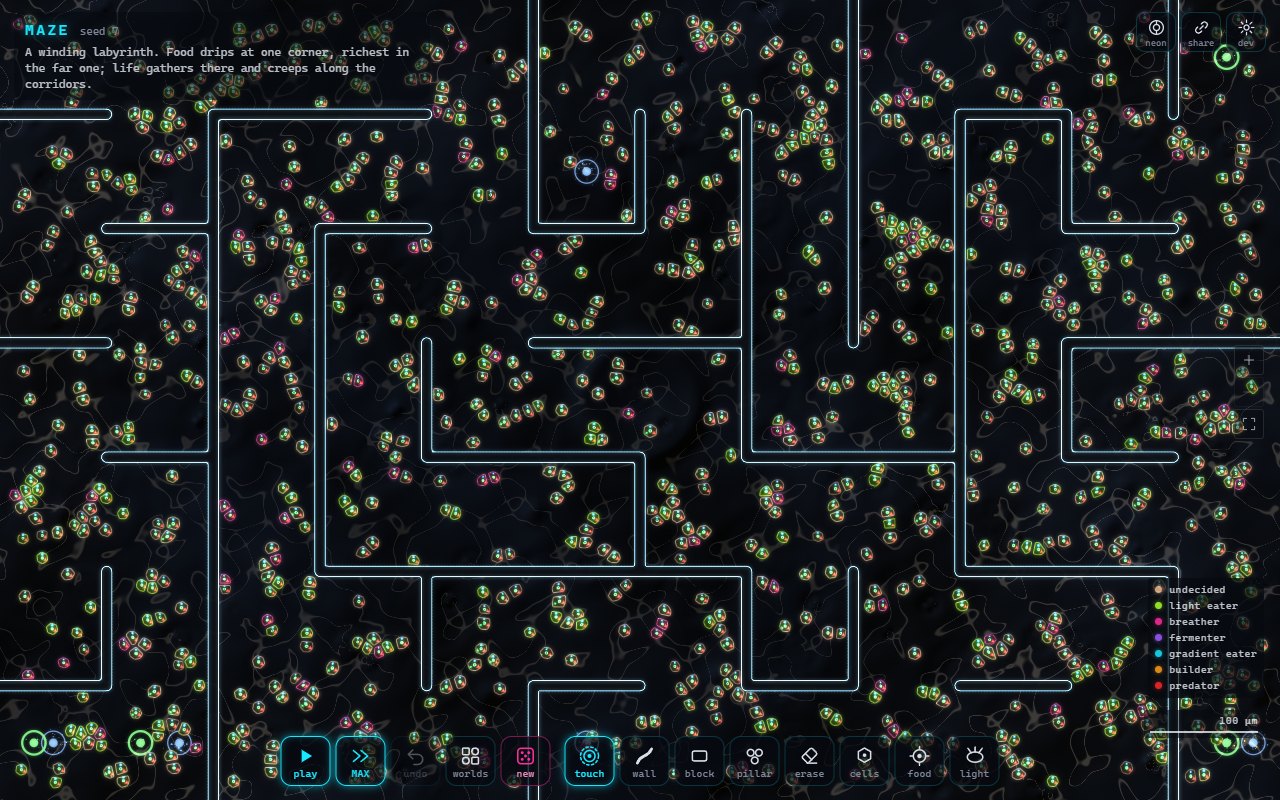 MAZE seed 7
A winding labyrinth. Food drips at one corner, richest in
the far one; life gathers there and creeps along the
corridors.
neon share dev
undecided
light eater
breather
fermenter
gradient eater
builder
predator
100 µm
play MAX undo worlds new touch wall block pillar erase cells food light